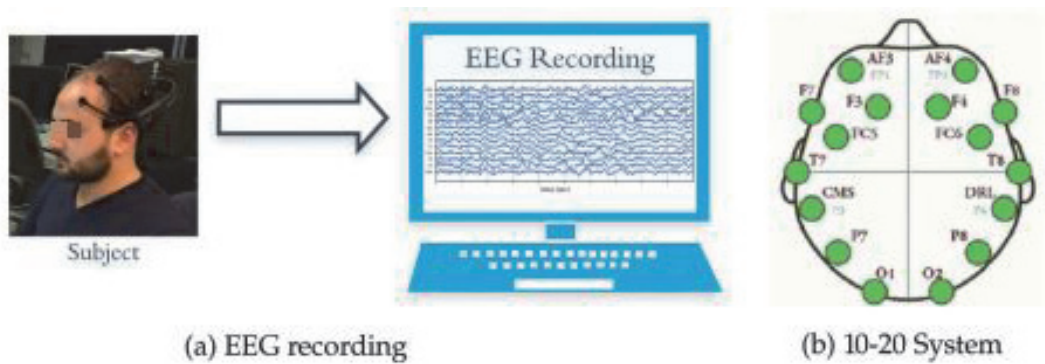 EEG Recording
Subject
AF3 AF4
F7 F3 F4 F8
FC5 FC6
T7 T8
CMS DRL
P7 P8
O1 O2
(a) EEG recording
(b) 10-20 System